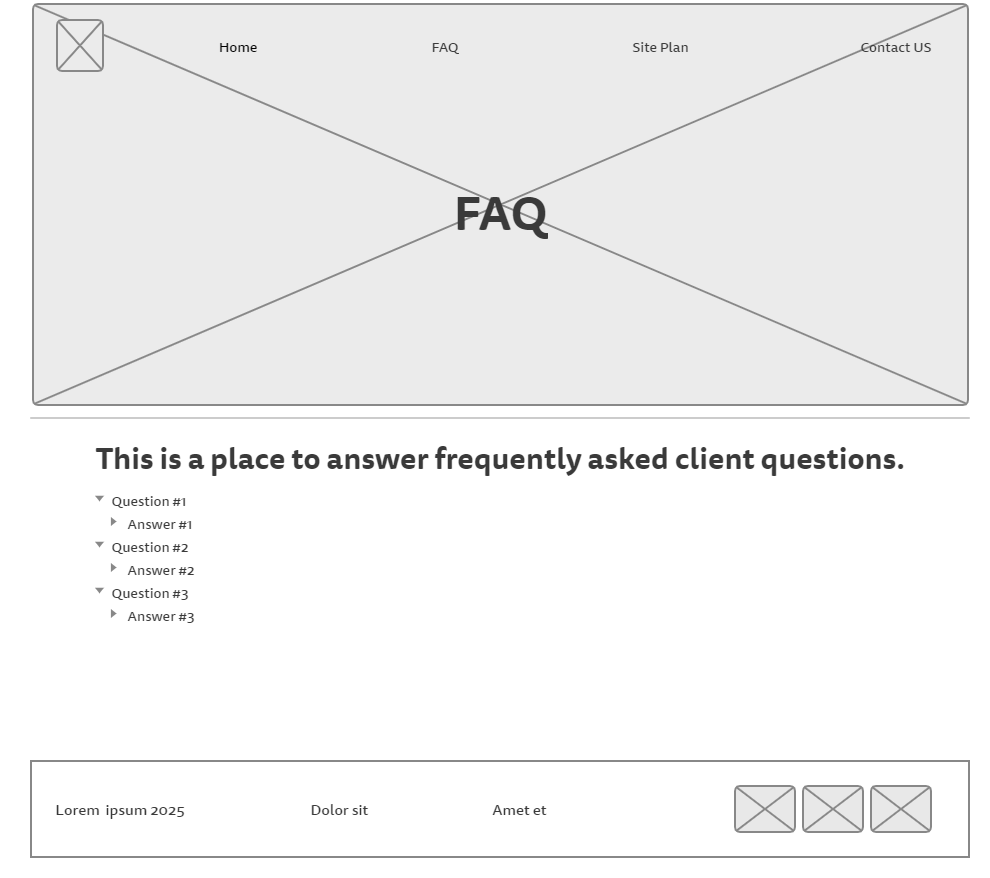 Home FAQ Site Plan Contact US
FAQ
This is a place to answer frequently asked client questions.
Question #1
Answer #1
Question #2
Answer #2
Question #3
Answer #3
Lorem ipsum 2025 Dolor sit Amet et